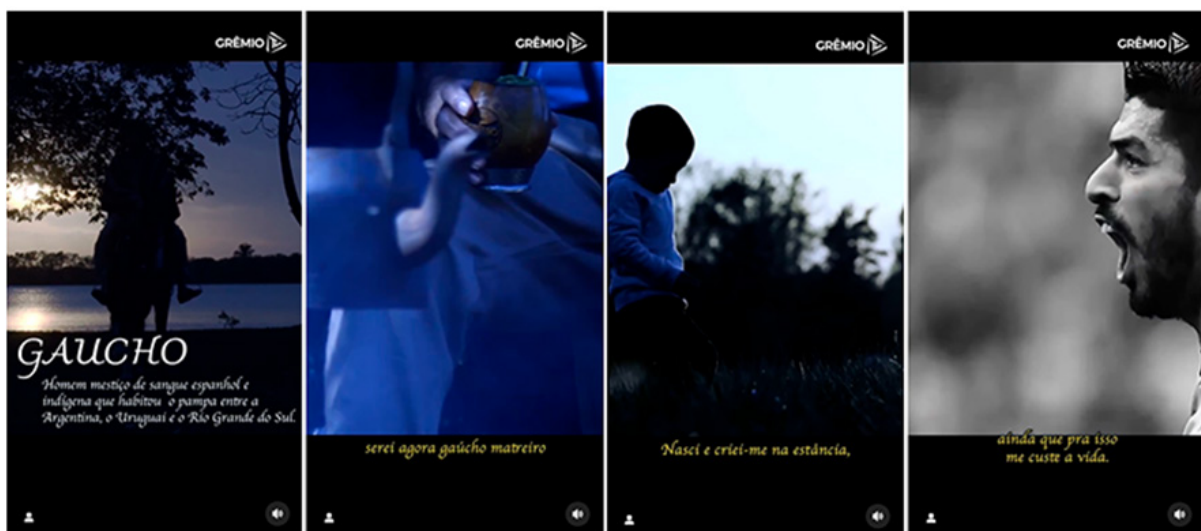 GRÊMIO
GAUCHO
Homem mestiço de sangue espanhol e
indígena que habitou o pampa entre a
Argentina, o Uruguai e o Rio Grande do Sul.
GRÊMIO
serei agora gaúcho matreiro
GRÊMIO
Nasci e criei-me na estância,
GRÊMIO
ainda que pra isso
me custe a vida.